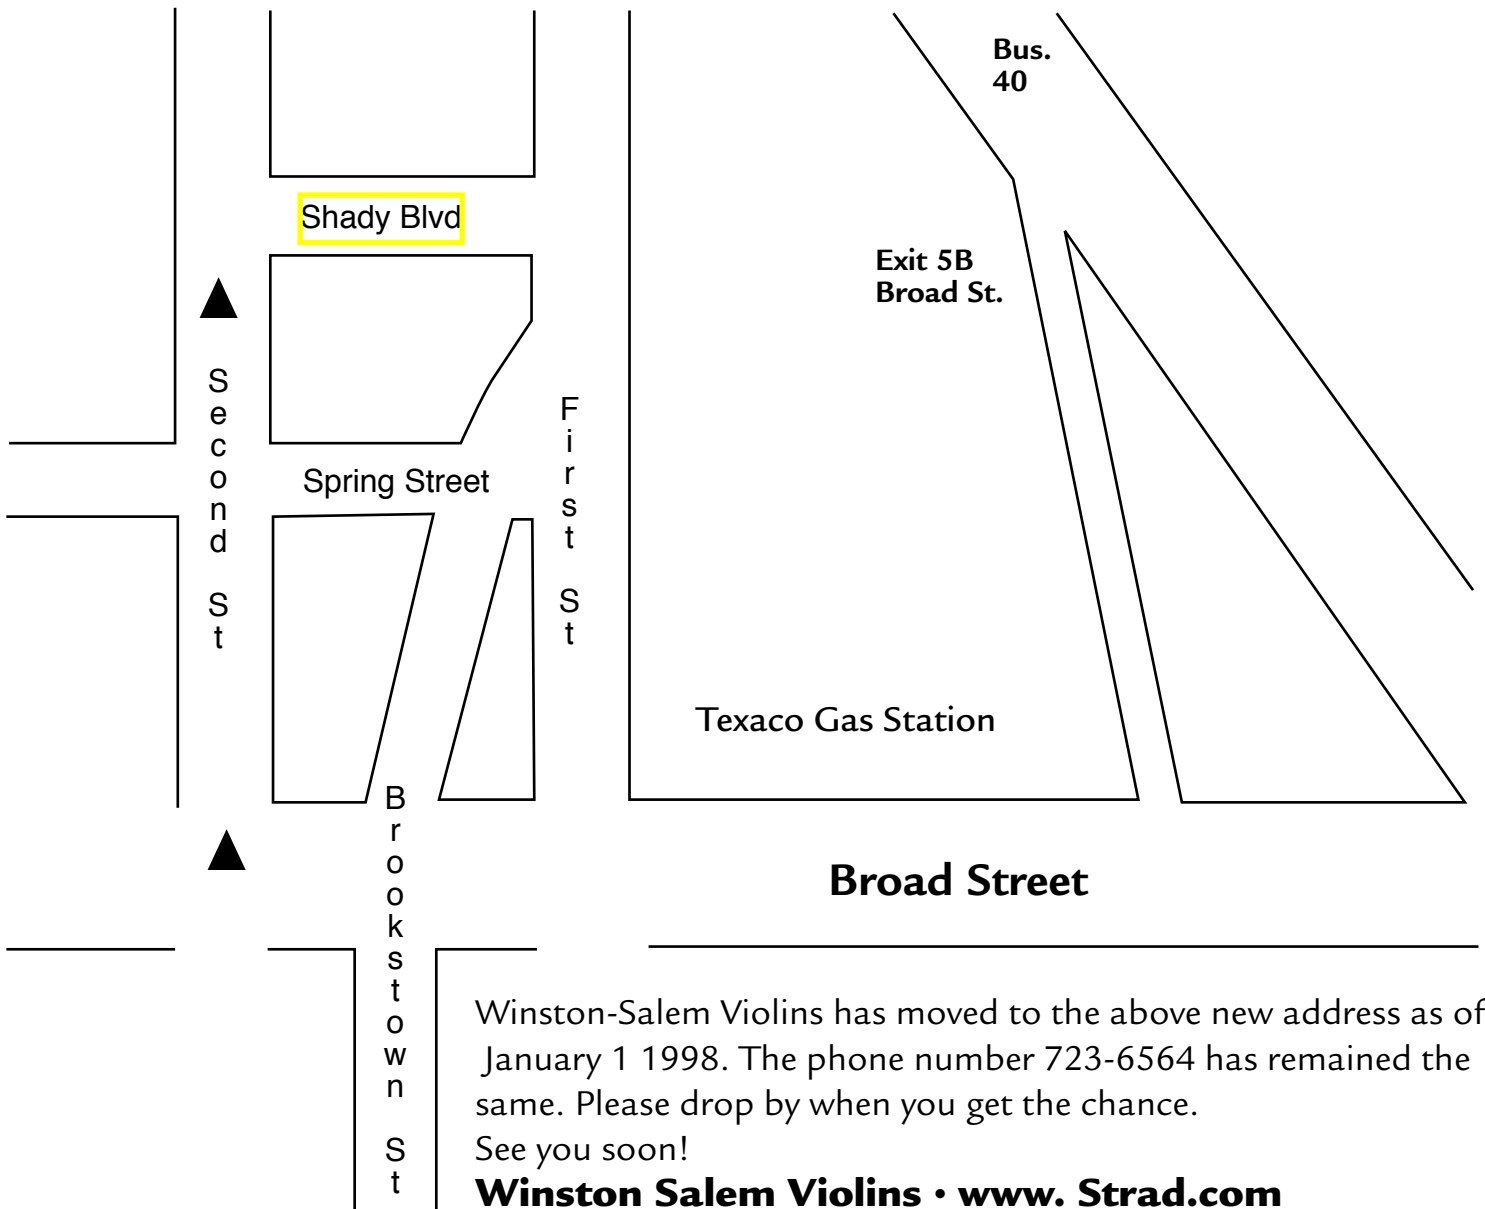 Bus.
40
Shady Blvd
Exit 5B
Broad St.
Second St
First St
Spring Street
Texaco Gas Station
Brookstown St
Broad Street
Winston-Salem Violins has moved to the above new address as of
January 1 1998. The phone number 723-6564 has remained the
same. Please drop by when you get the chance.
See you soon!
Winston Salem Violins • www. Strad.com